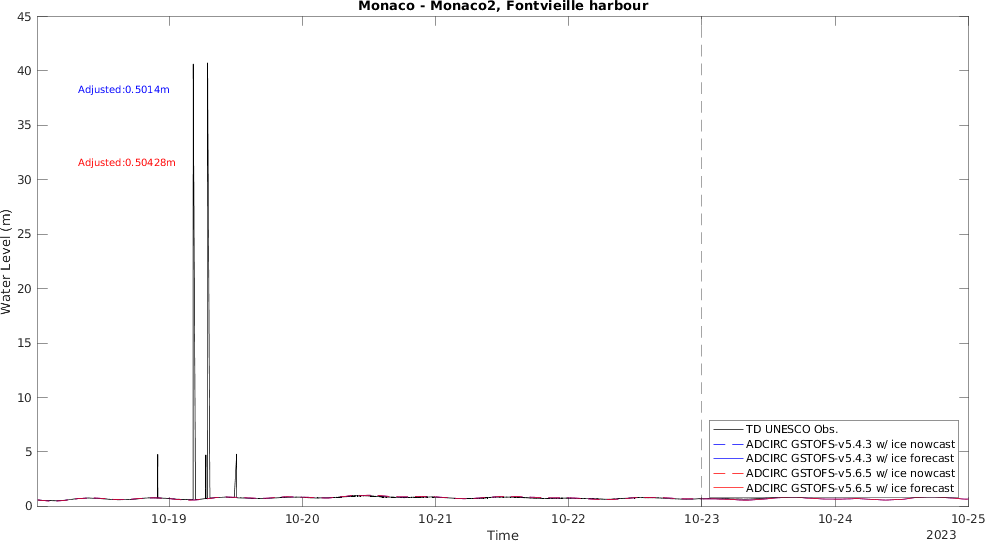 Monaco - Monaco2, Fontvieille harbour
45
40
35
30
25
20
15
10
5
0
Water Level (m)
Adjusted:0.5014m
Adjusted:0.50428m
TD UNESCO Obs.
ADCIRC GSTOFS-v5.4.3 w/ ice nowcast
ADCIRC GSTOFS-v5.4.3 w/ ice forecast
ADCIRC GSTOFS-v5.6.5 w/ ice nowcast
ADCIRC GSTOFS-v5.6.5 w/ ice forecast
10-19 10-20 10-21 10-22 10-23 10-24 10-25
Time
2023